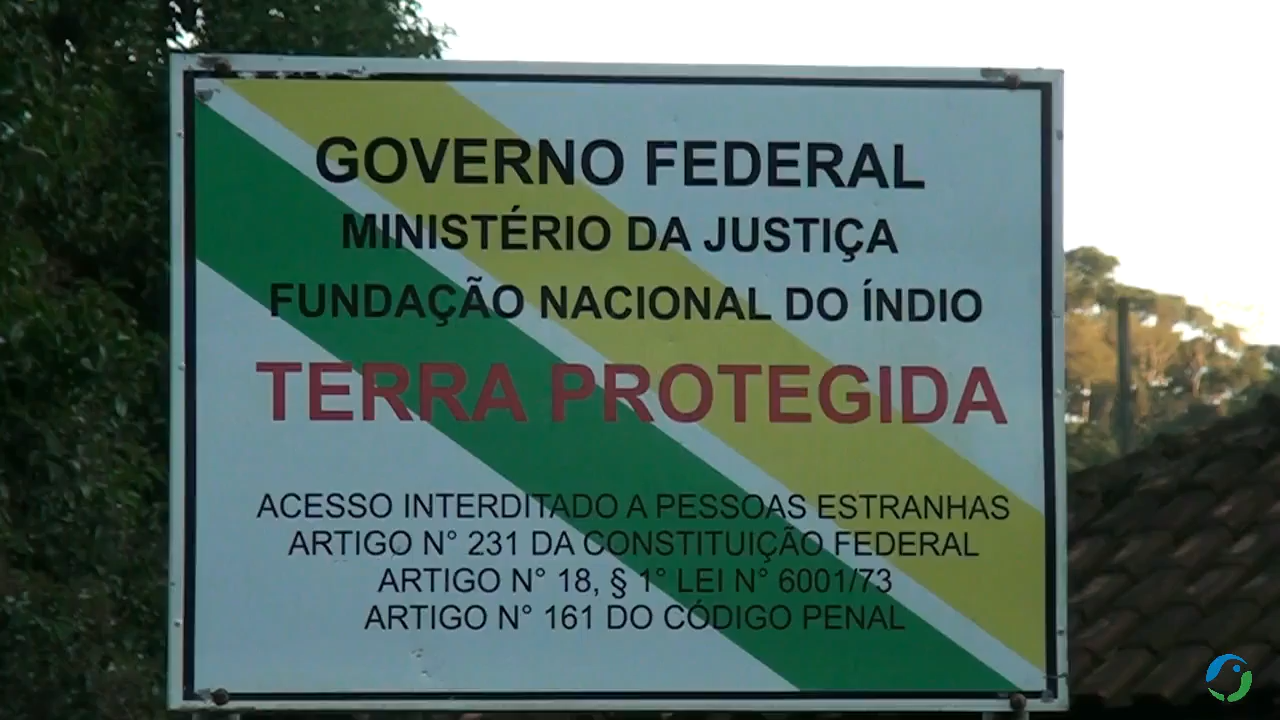 GOVERNO FEDERAL
MINISTÉRIO DA JUSTIÇA
FUNDAÇÃO NACIONAL DO ÍNDIO
TERRA PROTEGIDA
ACESSO INTERDITADO A PESSOAS ESTRANHAS
ARTIGO N° 231 DA CONSTITUIÇÃO FEDERAL
ARTIGO N° 18, § 1° LEI N° 6001/73
ARTIGO N° 161 DO CÓDIGO PENAL